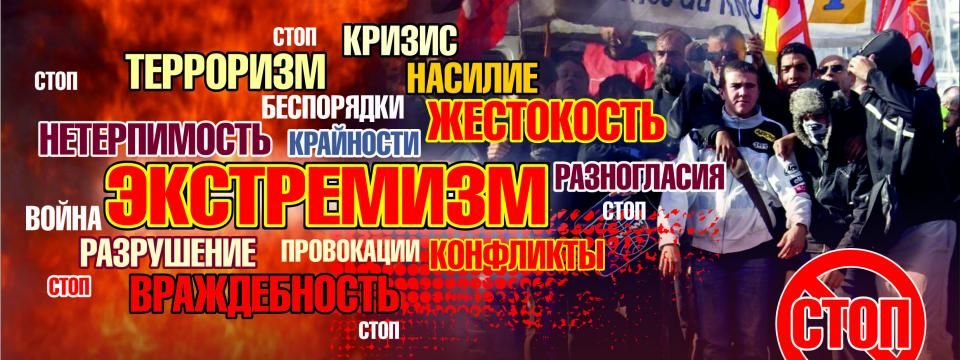 СТОП
КРИЗИС
СТОП
ТЕРРОРИЗМ
НАСИЛИЕ
БЕСПОРЯДКИ
ЖЕСТОКОСТЬ
НЕТЕРПИМОСТЬ
КРАЙНОСТИ
ЭКСТРЕМИЗМ
РАЗНОГЛАСИЯ
ВОЙНА
СТОП
РАЗРУШЕНИЕ
ПРОВОКАЦИИ
КОНФЛИКТЫ
СТОП
ВРАЖДЕБНОСТЬ
СТОП
СТОП